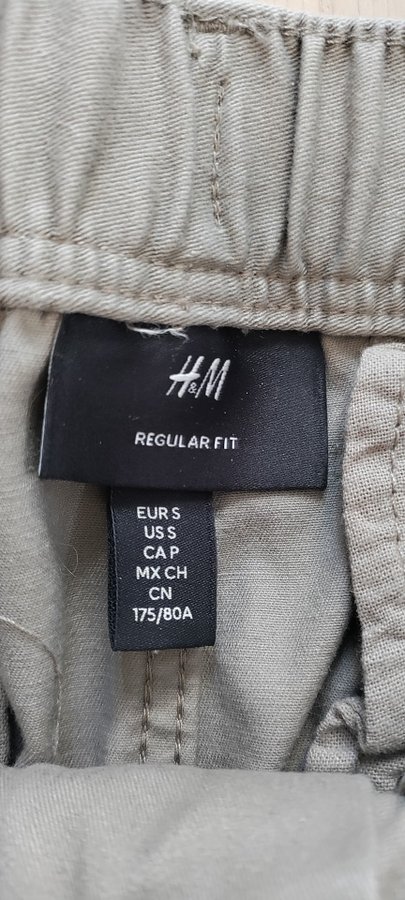 H&M
REGULAR FIT
EUR S
US S
CA P
MX CH
CN
175/80A